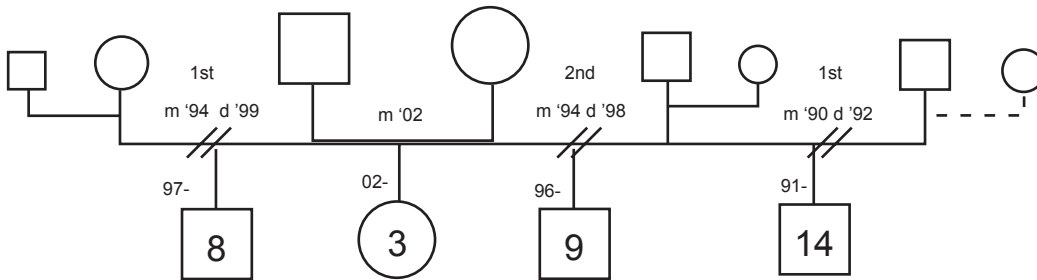 1st
2nd
1st
m ‘94 d ’99
m ‘02
m ‘94 d ’98
m ’90 d ’92
97-
02-
96-
91-
8
3
9
14